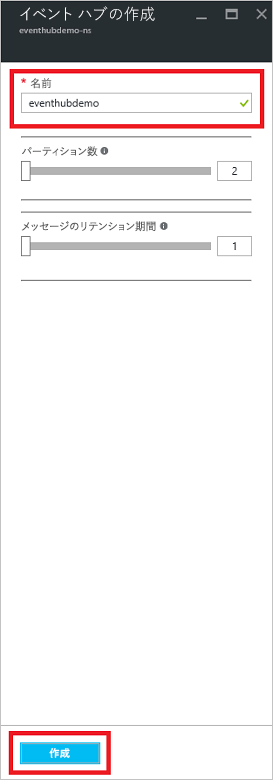 イベント ハブの作成
eventhubdemo-ns
* 名前
eventhubdemo
パーティション数
2
メッセージのリテンション期間
1
作成